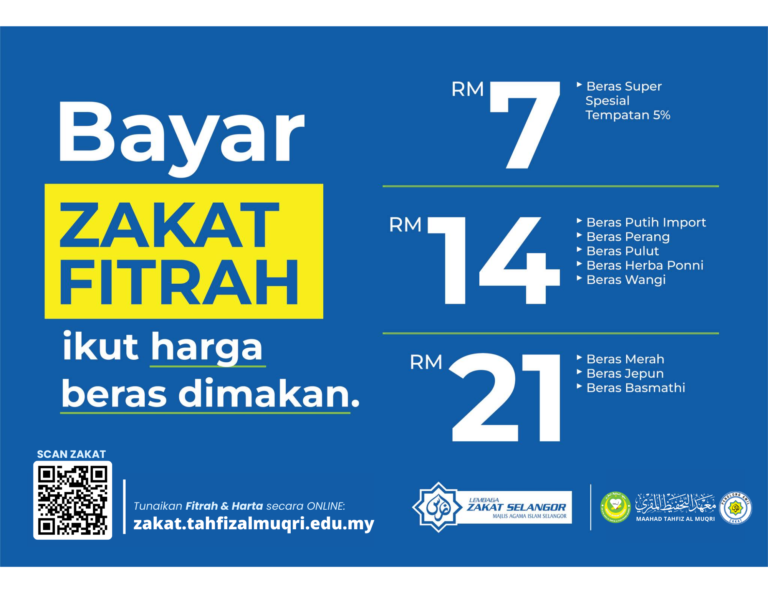 Bayar
ZAKAT
FITRAH
ikut harga
beras dimakan.
RM 7
▸ Beras Super
Spesial
Tempatan 5%
RM 14
▸ Beras Putih Import
▸ Beras Perang
▸ Beras Pulut
▸ Beras Herba Ponni
▸ Beras Wangi
RM 21
▸ Beras Merah
▸ Beras Jepun
▸ Beras Basmathi
SCAN ZAKAT
Tunaikan Fitrah & Harta secara ONLINE:
zakat.tahfizalmuqri.edu.my
LEMBAGA
ZAKAT SELANGOR
MAJLIS AGAMA ISLAM SELANGOR
معهد التحفيظ المقري
MAAHAD TAHFIZ AL MUQRI